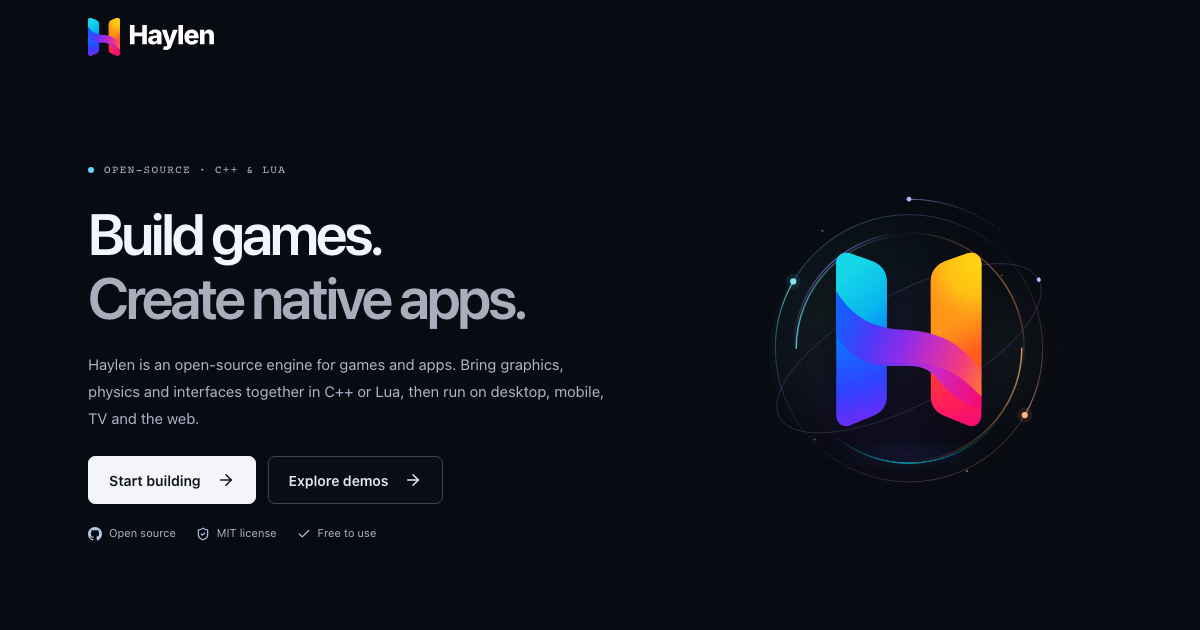 Haylen
OPEN-SOURCE · C++ & LUA
Build games.
Create native apps.
Haylen is an open-source engine for games and apps. Bring graphics,
physics and interfaces together in C++ or Lua, then run on desktop, mobile,
TV and the web.
Start building →
Explore demos →
Open source
MIT license
Free to use